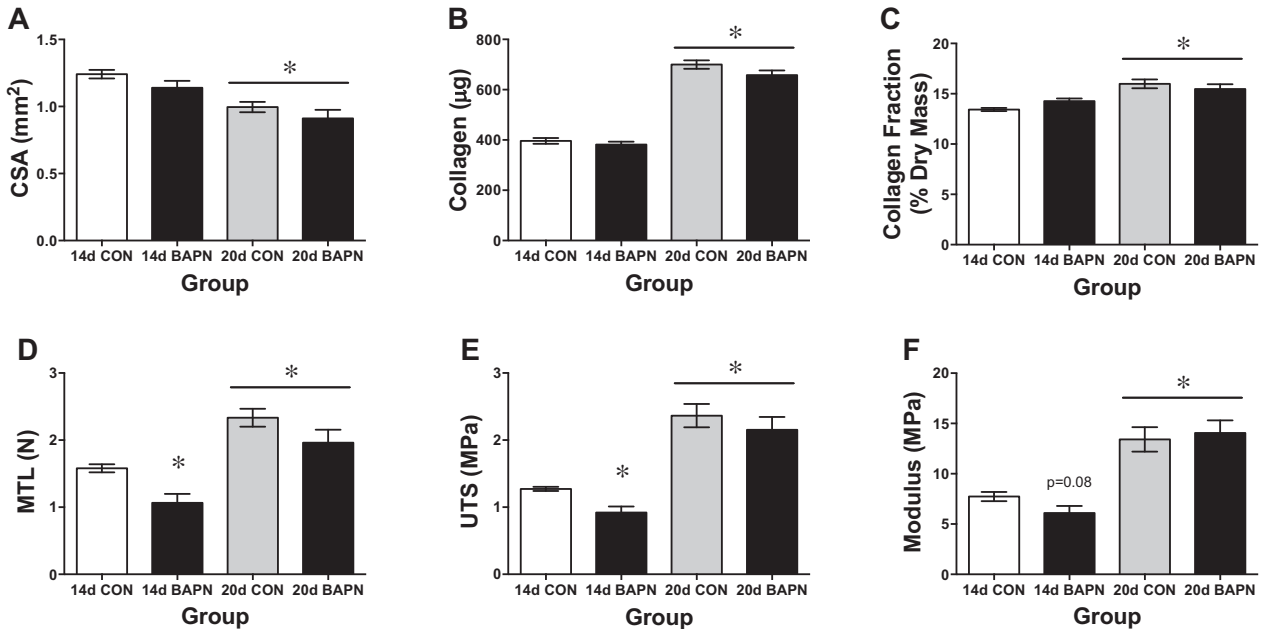 A
CSA (mm²)
1.5
1.0
0.5
0.0
*
14d CON 14d BAPN 20d CON 20d BAPN
Group
B
Collagen (μg)
800
600
400
200
0
*
14d CON 14d BAPN 20d CON 20d BAPN
Group
C
Collagen Fraction
(% Dry Mass)
20
15
10
5
0
*
14d CON 14d BAPN 20d CON 20d BAPN
Group
D
MTL (N)
3
2
1
0
*
*
14d CON 14d BAPN 20d CON 20d BAPN
Group
E
UTS (MPa)
3
2
1
0
*
*
14d CON 14d BAPN 20d CON 20d BAPN
Group
F
Modulus (MPa)
20
15
10
5
0
p=0.08
*
14d CON 14d BAPN 20d CON 20d BAPN
Group